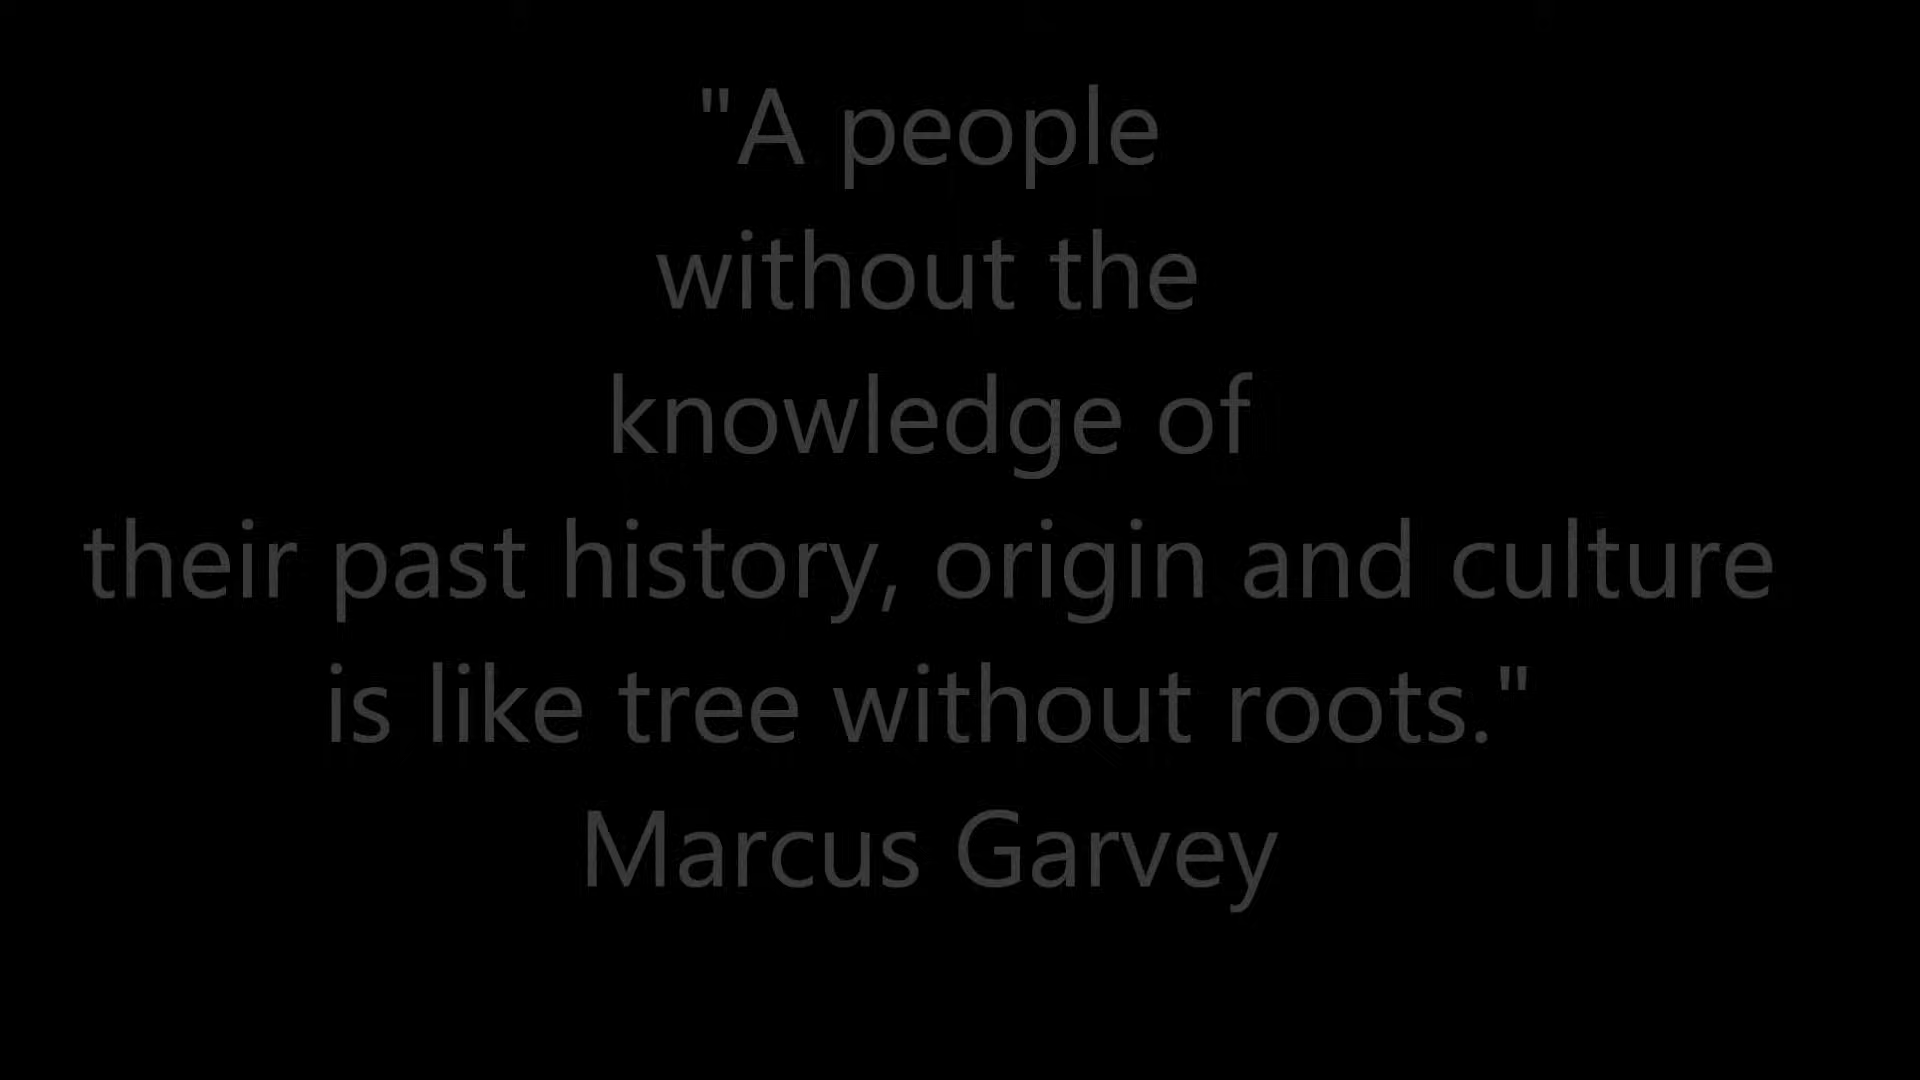 "A people
without the
knowledge of
their past history, origin and culture
is like tree without roots."
Marcus Garvey